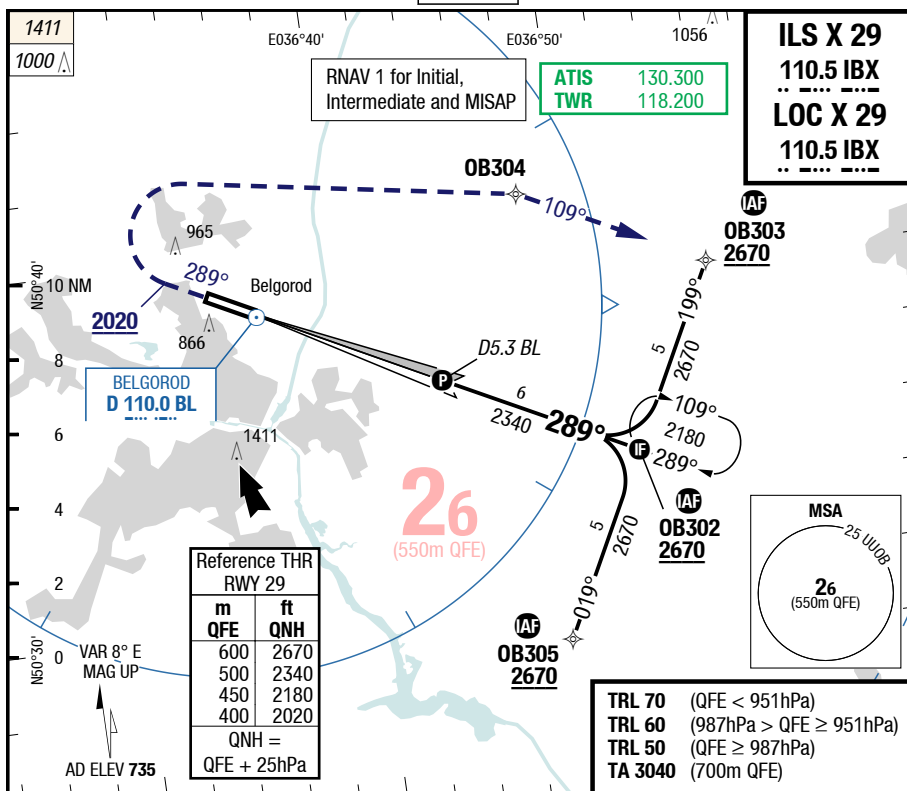 1411
1000
E036°40'
E036°50'
1056
ILS X 29
110.5 IBX
LOC X 29
110.5 IBX
RNAV 1 for Initial,
Intermediate and MISAP
ATIS 130.300
TWR 118.200
OB304
109°
IAF
OB303
2670
965
289°
N50°40'
10 NM
Belgorod
199°
5
2670
2020
866
D5.3 BL
P
BELGOROD
D 110.0 BL
8
6
2340
289°
109°
2180
289°
IF
6
1411
IAF
OB302
2670
26
(550m QFE)
4
5
2670
MSA
25 UUOB
26
(550m QFE)
Reference THR
RWY 29
m ft
QFE QNH
600 2670
500 2340
450 2180
400 2020
QNH =
QFE + 25hPa
2
019°
IAF
OB305
2670
N50°30'
0
VAR 8° E
MAG UP
AD ELEV 735
TRL 70 (QFE < 951hPa)
TRL 60 (987hPa > QFE ≥ 951hPa)
TRL 50 (QFE ≥ 987hPa)
TA 3040 (700m QFE)